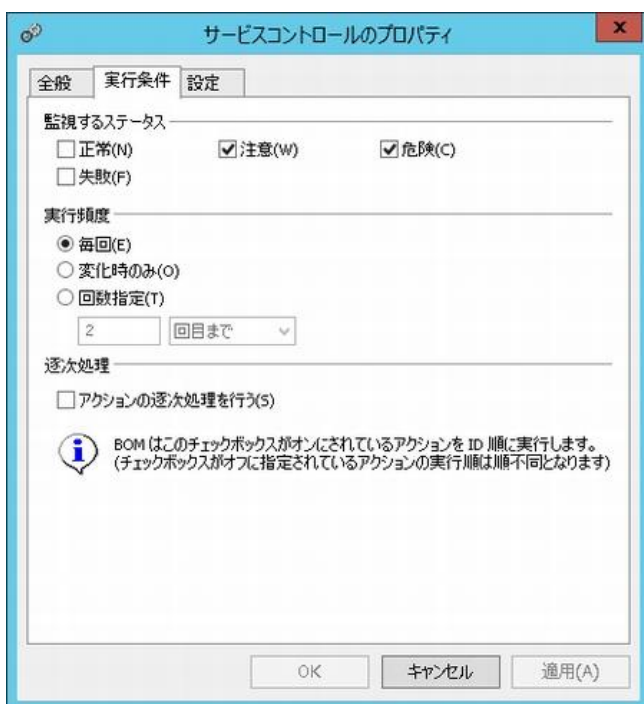 サービスコントロールのプロパティ
x
全般 実行条件 設定
監視するステータス
正常(N) 注意(W) 危険(C)
失敗(F)
実行頻度
毎回(E)
変化時のみ(O)
回数指定(T)
2 回目まで
逐次処理
アクションの逐次処理を行う(S)
BOM はこのチェックボックスがオンにされているアクションを ID 順に実行します。
(チェックボックスがオフに指定されているアクションの実行順は順不同となります)
OK キャンセル 適用(A)